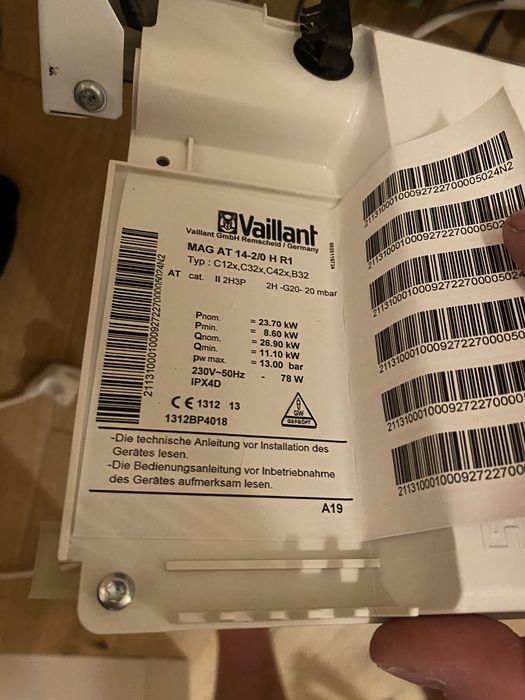 Vaillant
Vaillant GmbH Remscheid / Germany
MAG AT 14-2/0 H R1
Typ : C12x,C32x,C42x,B32
AT cat. II 2H3P 2H -G20- 20 mbar
Pnom. = 23.70 kW
Pmin. = 8.60 kW
Qnom. = 26.90 kW
Qmin. = 11.10 kW
pw max. = 13.00 bar
230V~50Hz - 78 W
IPX4D
CE 1312 13
1312BP4018
GW
GEPRÜFT
-Die technische Anleitung vor Installation des
Gerätes lesen.
-Die Bedienungsanleitung vor Inbetriebnahme
des Gerätes aufmerksam lesen.
A19
21131000100092722700005024N2
21131000100092722700005024N2